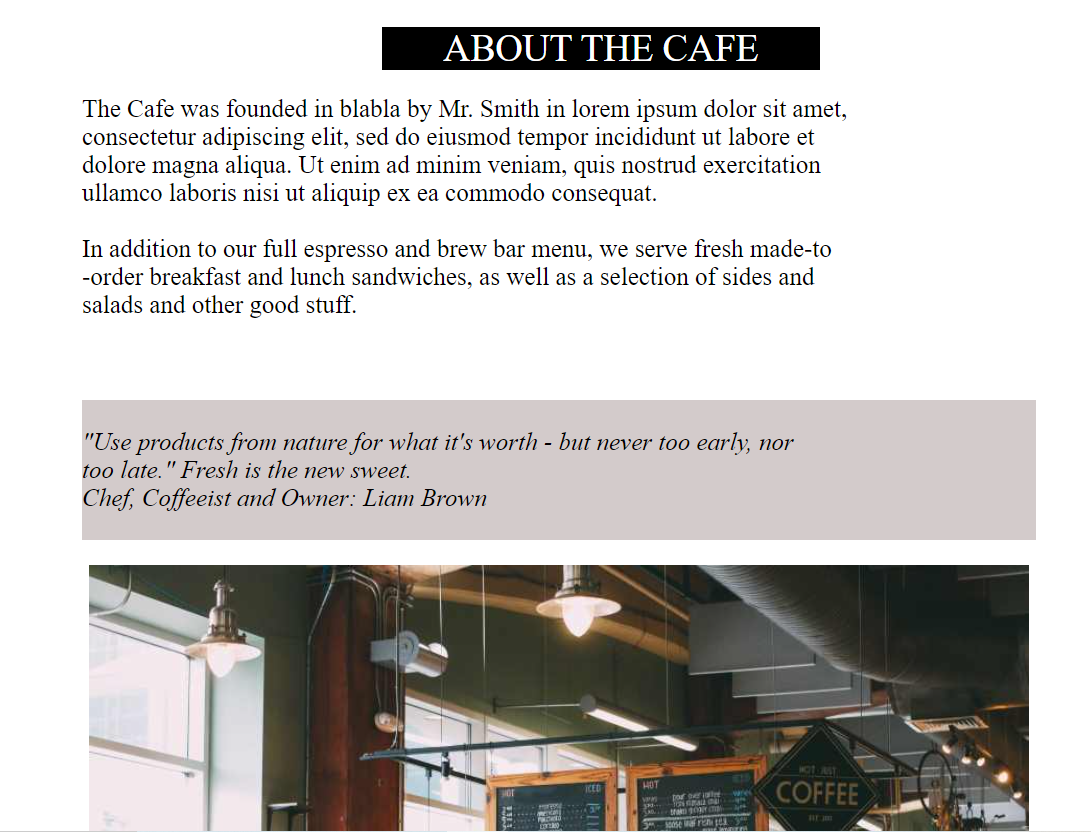 ABOUT THE CAFE
The Cafe was founded in blabla by Mr. Smith in lorem ipsum dolor sit amet,
consectetur adipiscing elit, sed do eiusmod tempor incididunt ut labore et
dolore magna aliqua. Ut enim ad minim veniam, quis nostrud exercitation
ullamco laboris nisi ut aliquip ex ea commodo consequat.
In addition to our full espresso and brew bar menu, we serve fresh made-to
-order breakfast and lunch sandwiches, as well as a selection of sides and
salads and other good stuff.
"Use products from nature for what it's worth - but never too early, nor
too late." Fresh is the new sweet.
Chef, Coffeeist and Owner: Liam Brown
NOT JUST
COFFEE
HOT ICED
HOT ICED
pour over coffee